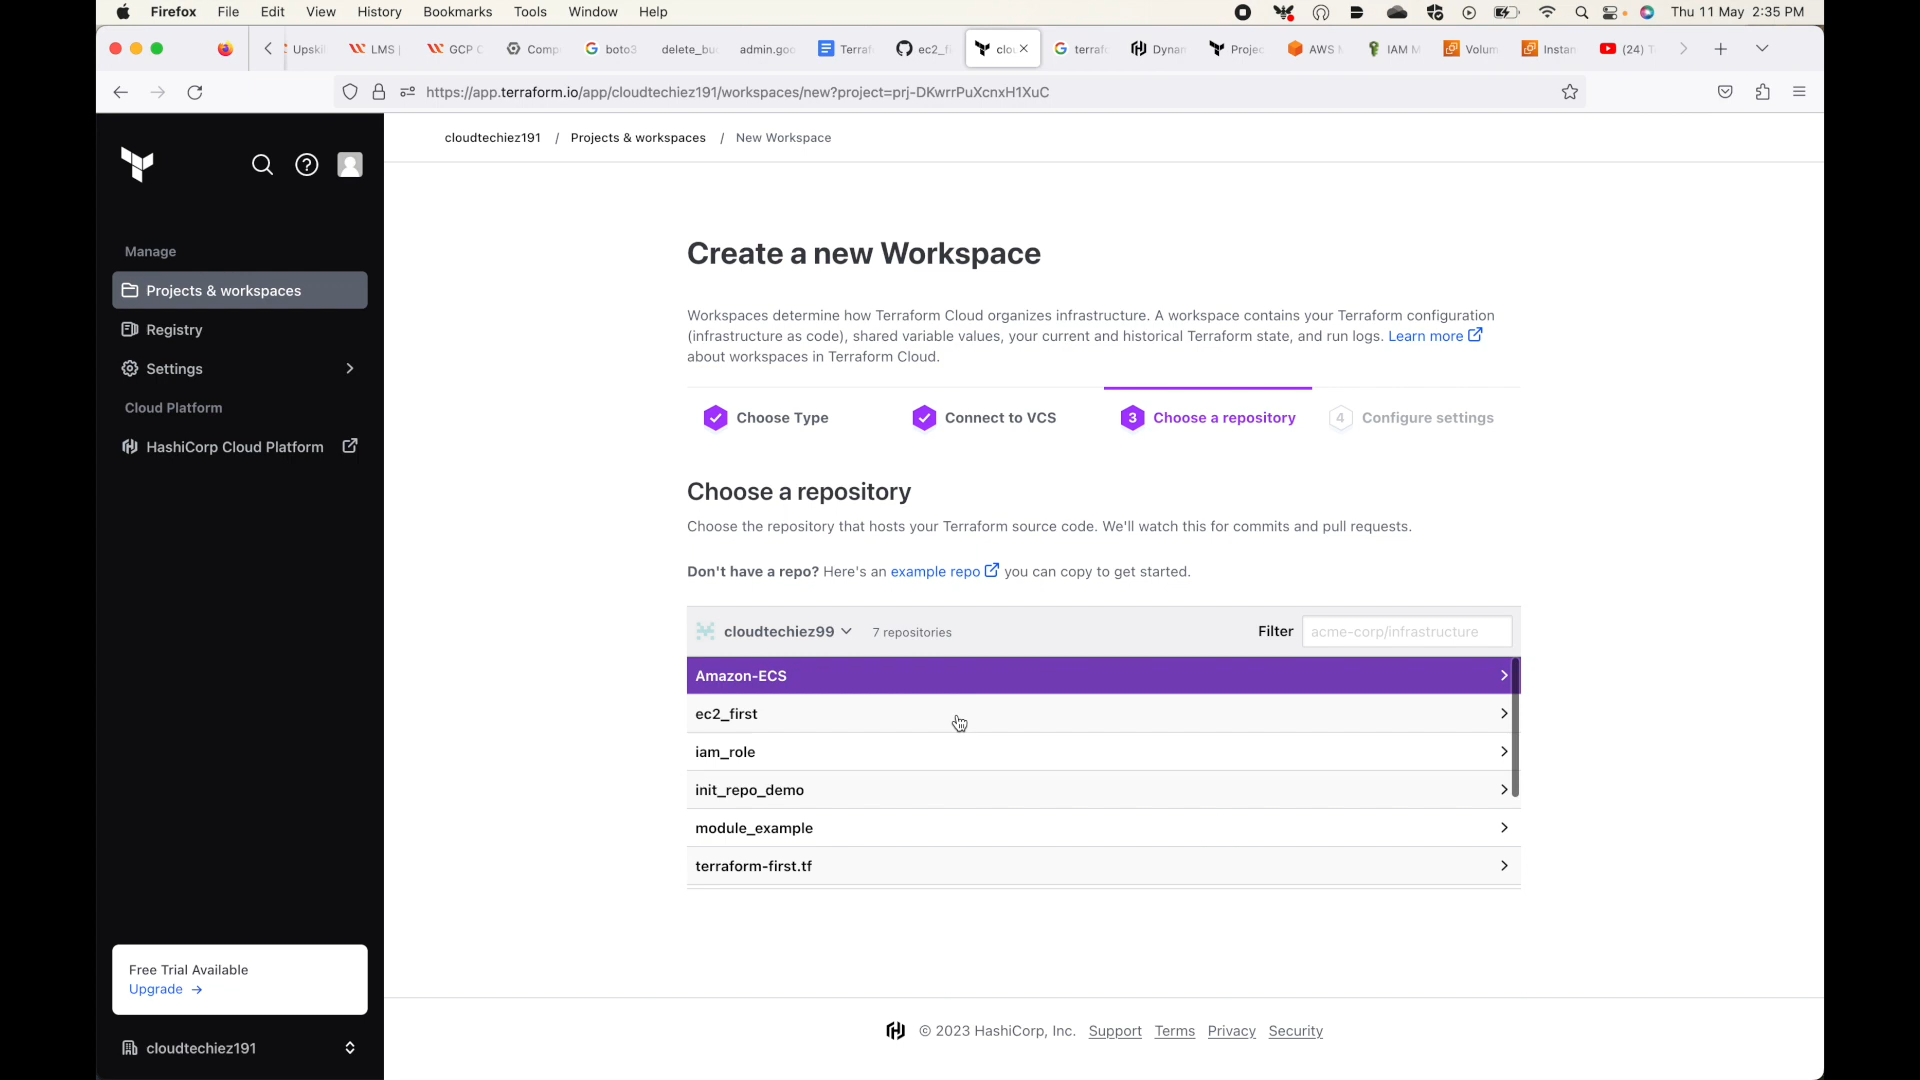 Firefox File Edit View History Bookmarks Tools Window Help Thu 11 May 2:35 PM
Upskil LMS | GCP C Comp boto3 delete_bu admin.goo Terraf ec2_f clo terrafo Dynam Projec AWS IAM M Volum Instan (24) T
https://app.terraform.io/app/cloudtechiez191/workspaces/new?project=prj-DKwrrPuXcnxH1XuC
cloudtechiez191 / Projects & workspaces / New Workspace
Manage
Projects & workspaces
Registry
Settings
Cloud Platform
HashiCorp Cloud Platform
Free Trial Available
Upgrade →
cloudtechiez191
Create a new Workspace
Workspaces determine how Terraform Cloud organizes infrastructure. A workspace contains your Terraform configuration
(infrastructure as code), shared variable values, your current and historical Terraform state, and run logs. Learn more
about workspaces in Terraform Cloud.
Choose Type Connect to VCS 3 Choose a repository 4 Configure settings
Choose a repository
Choose the repository that hosts your Terraform source code. We'll watch this for commits and pull requests.
Don't have a repo? Here's an example repo you can copy to get started.
cloudtechiez99 7 repositories Filter acme-corp/infrastructure
Amazon-ECS
ec2_first
iam_role
init_repo_demo
module_example
terraform-first.tf
© 2023 HashiCorp, Inc. Support Terms Privacy Security